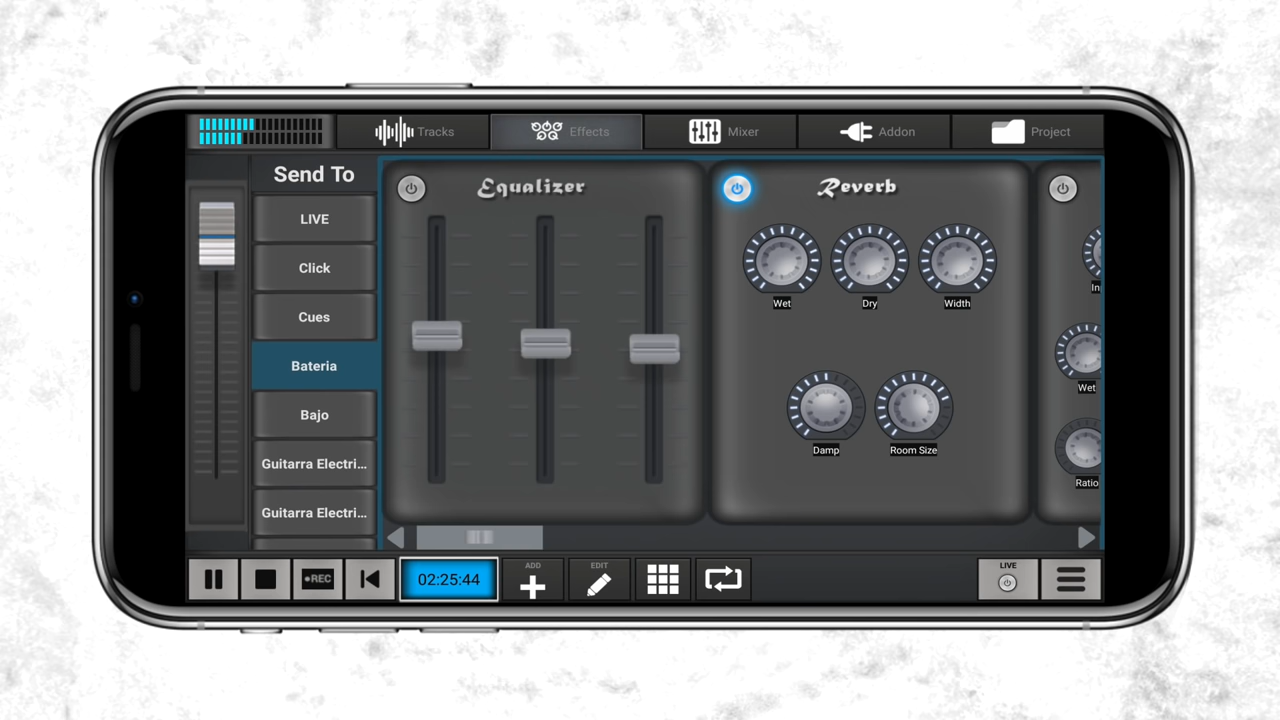 Tracks
Effects
Mixer
Addon
Project
Send To
LIVE
Click
Cues
Bateria
Bajo
Guitarra Electri...
Guitarra Electri...
Equalizer
Reverb
Wet
Dry
Width
Damp
Room Size
In
Wet
Ratio
REC
02:25:44
ADD
EDIT
LIVE